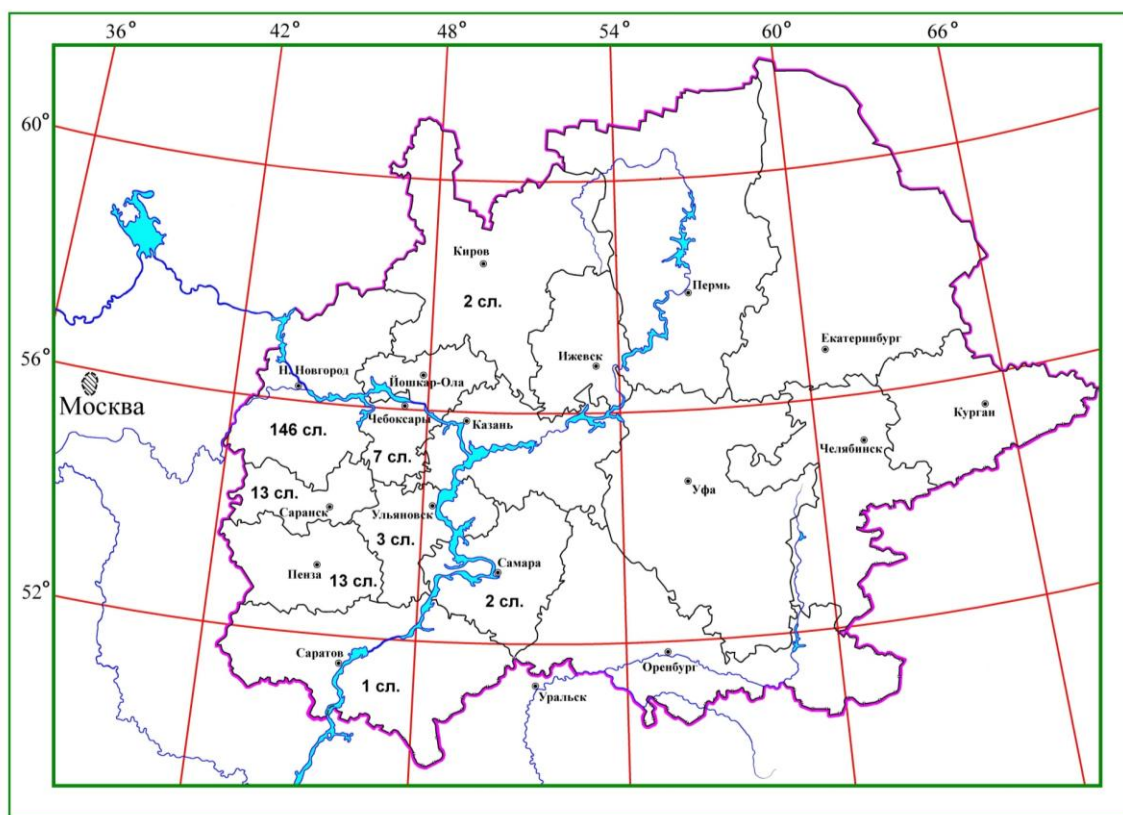 36° 42° 48° 54° 60° 66°
60°
Киров
2 сл.
Пермь
Екатеринбург
56°
Ижевск
Н. Новгород
Йошкар-Ола
Москва
Чебоксары
Казань
Курган
146 сл.
Челябинск
7 сл.
13 сл.
Уфа
Саранск
Ульяновск
3 сл.
Самара
Пенза
13 сл.
52°
2 сл.
Саратов
Оренбург
1 сл.
Уральск